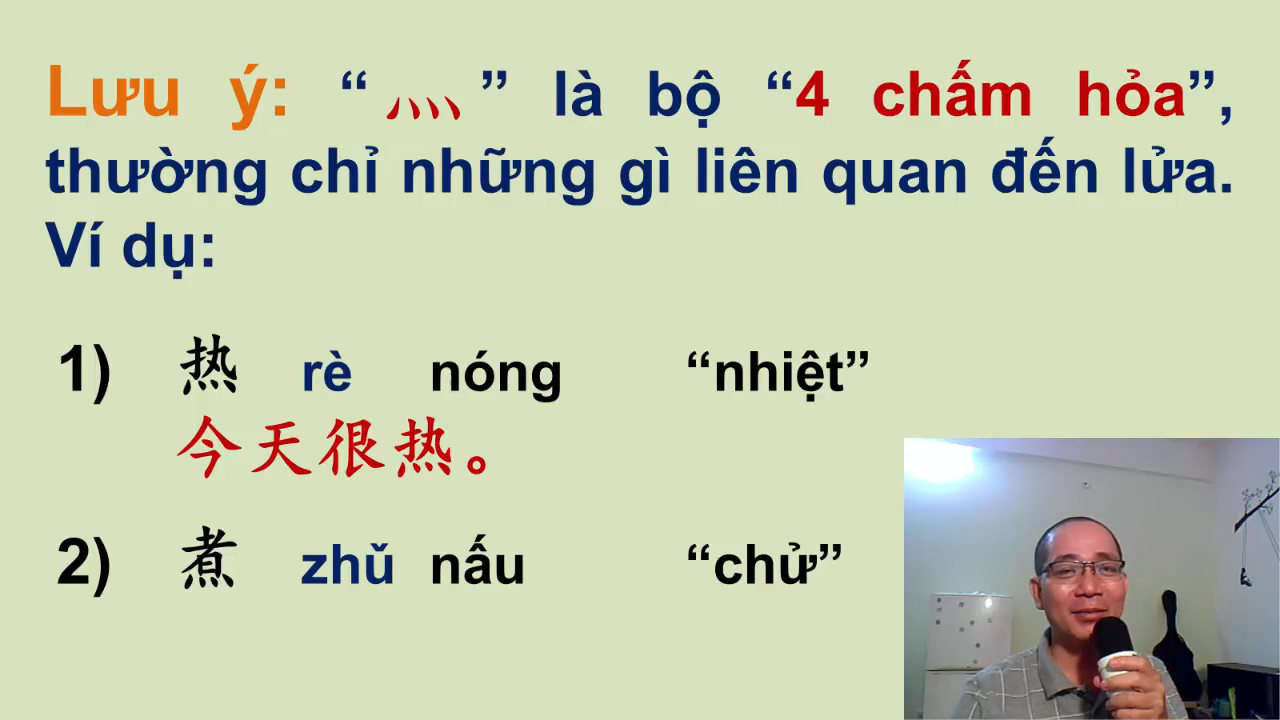 Lưu ý: “灬” là bộ “4 chấm hỏa”,
thường chỉ những gì liên quan đến lửa.
Ví dụ:
1) 热 rè nóng “nhiệt”
今天很热。
2) 煮 zhǔ nấu “chử”